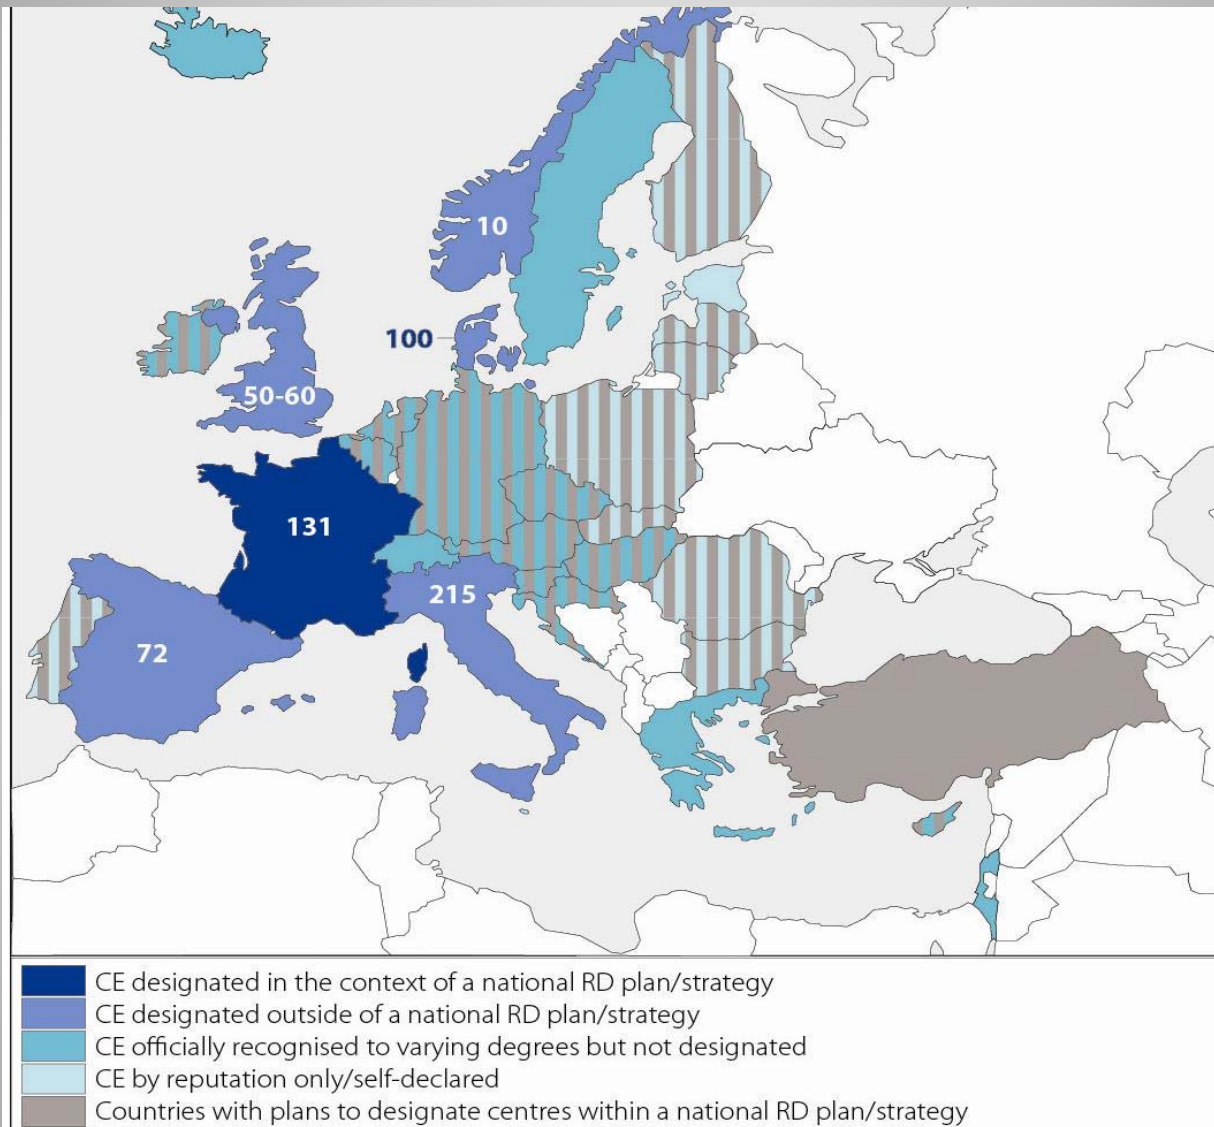 10
100
50-60
131
215
72
CE designated in the context of a national RD plan/strategy
CE designated outside of a national RD plan/strategy
CE officially recognised to varying degrees but not designated
CE by reputation only/self-declared
Countries with plans to designate centres within a national RD plan/strategy